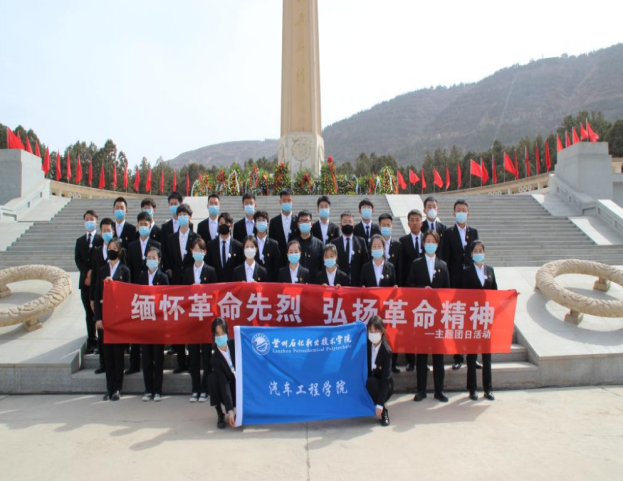 缅怀革命先烈 弘扬革命精神
—主题团日活动
兰州石化职业技术学院
Lanzhou Petrochemical Polytechnic
汽车工程学院